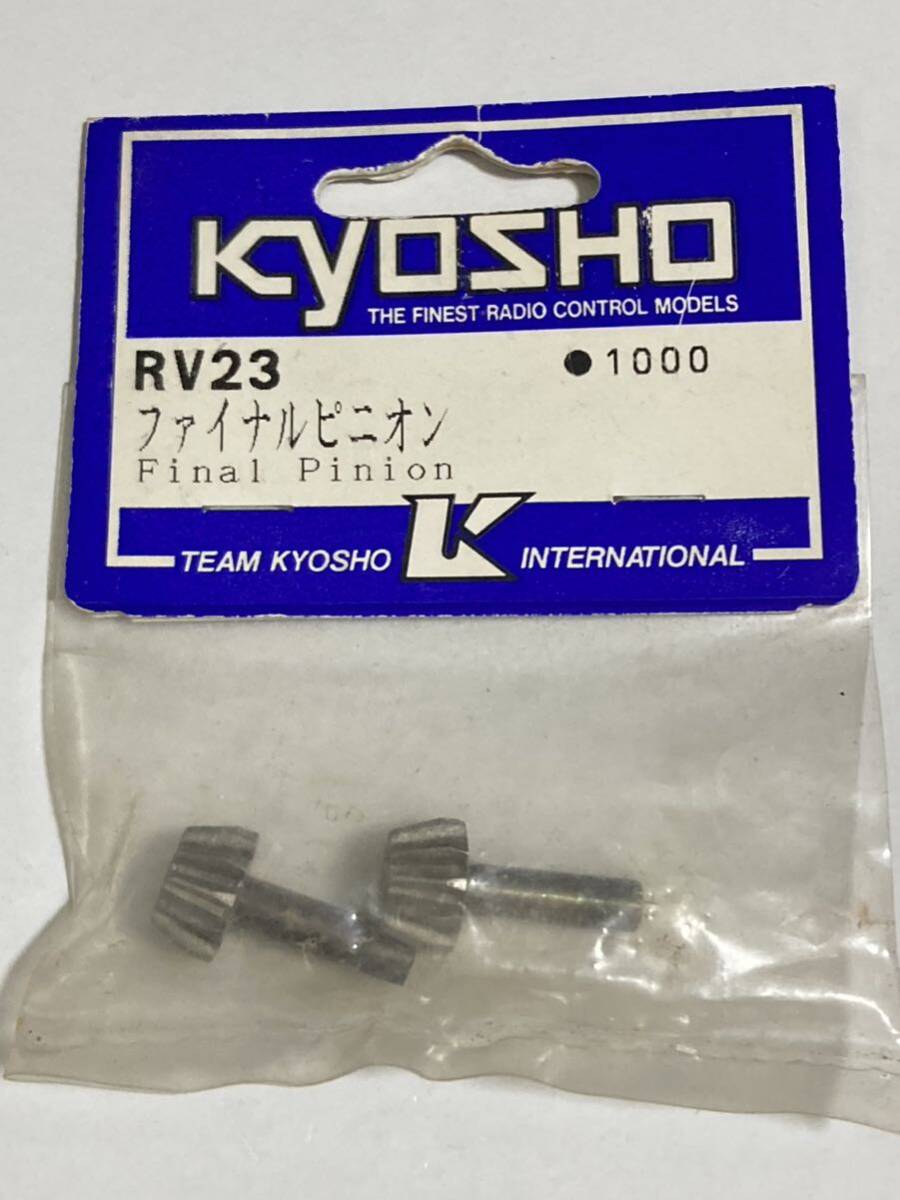 KYOSHO
THE FINEST RADIO CONTROL MODELS
RV23 ●1000
ファイナルピニオン
Final Pinion
TEAM KYOSHO K INTERNATIONAL